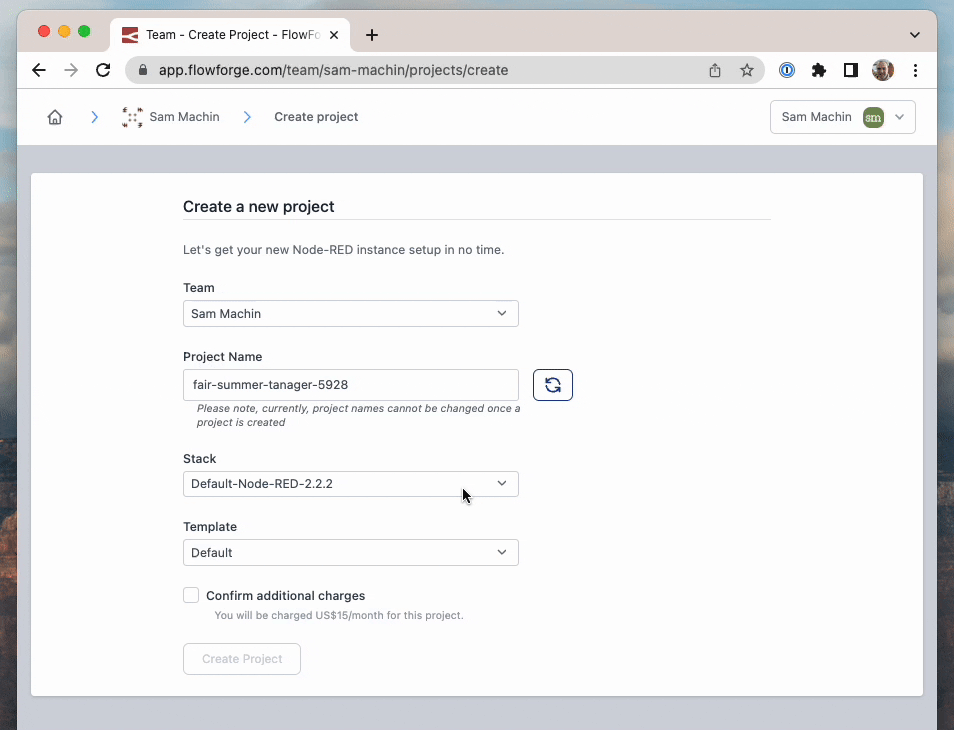 Team - Create Project - FlowFo
app.flowforge.com/team/sam-machin/projects/create
Sam Machin
Create project
Sam Machin sm
Create a new project
Let's get your new Node-RED instance setup in no time.
Team
Sam Machin
Project Name
fair-summer-tanager-5928
Please note, currently, project names cannot be changed once a
project is created
Stack
Default-Node-RED-2.2.2
Template
Default
Confirm additional charges
You will be charged US$15/month for this project.
Create Project